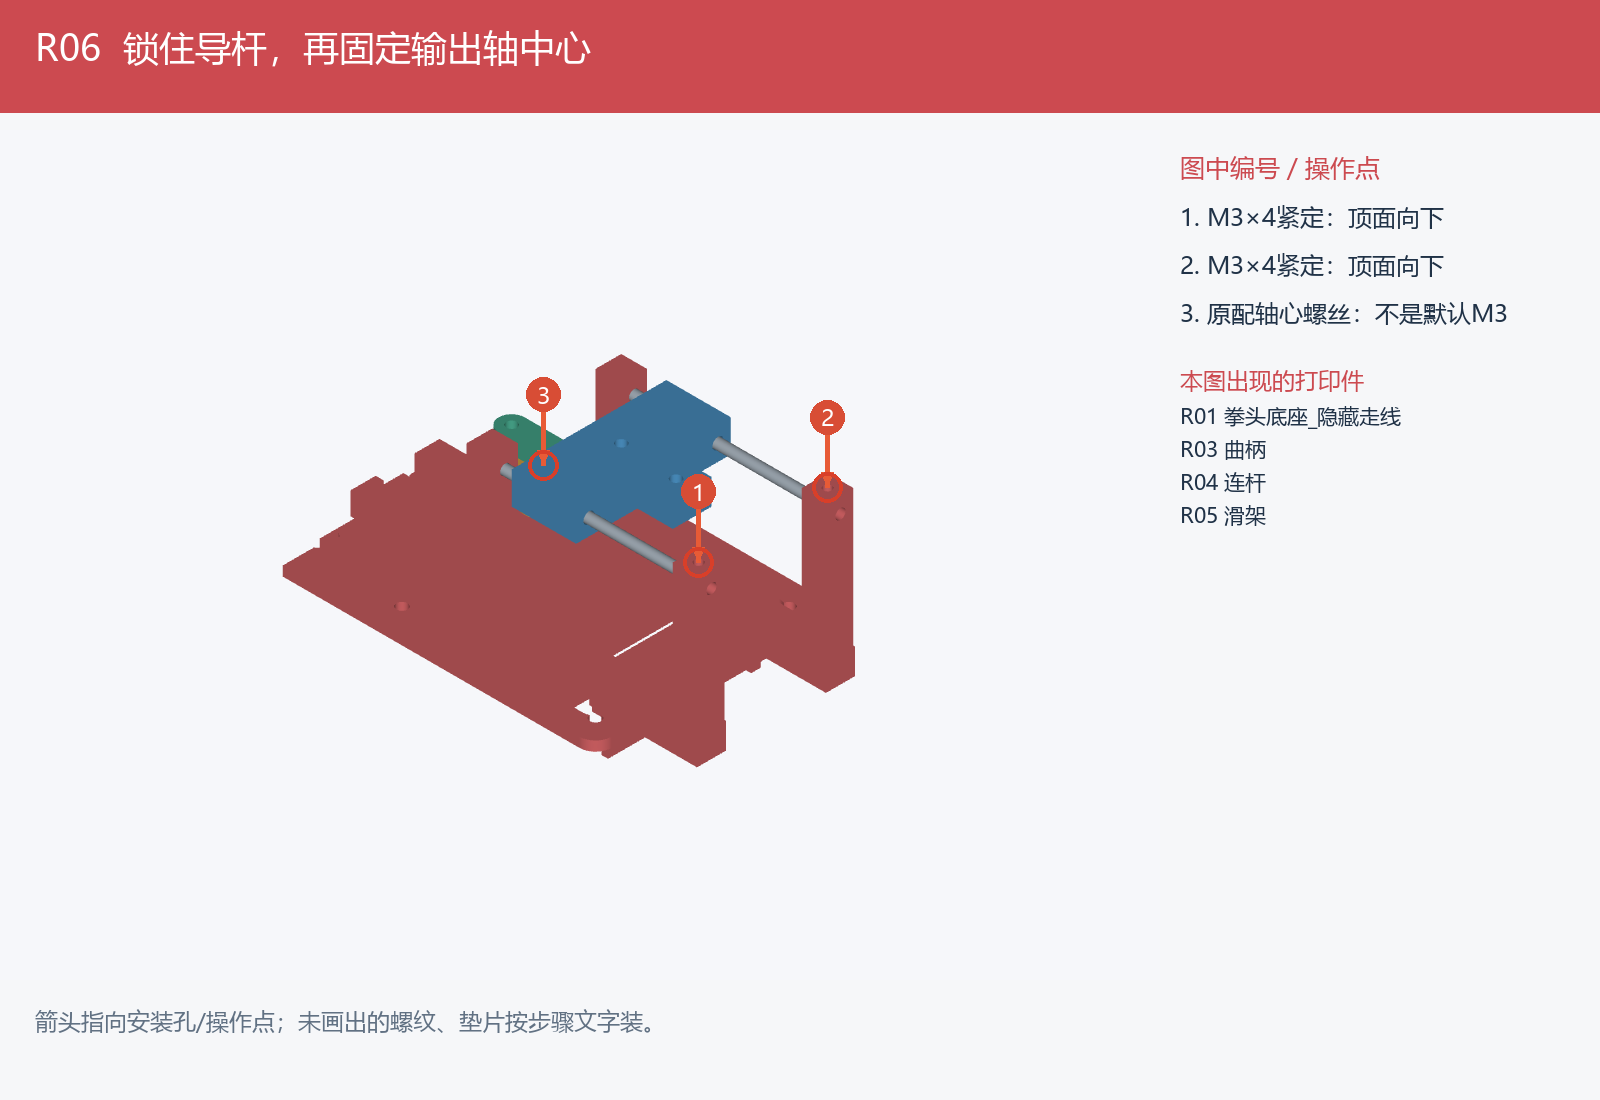 R06 锁住导杆，再固定输出轴中心
图中编号 / 操作点
1. M3×4紧定：顶面向下
2. M3×4紧定：顶面向下
3. 原配轴心螺丝：不是默认M3
本图出现的打印件
R01 拳头底座_隐藏走线
R03 曲柄
R04 连杆
R05 滑架
3
2
1
箭头指向安装孔/操作点；未画出的螺纹、垫片按步骤文字装。